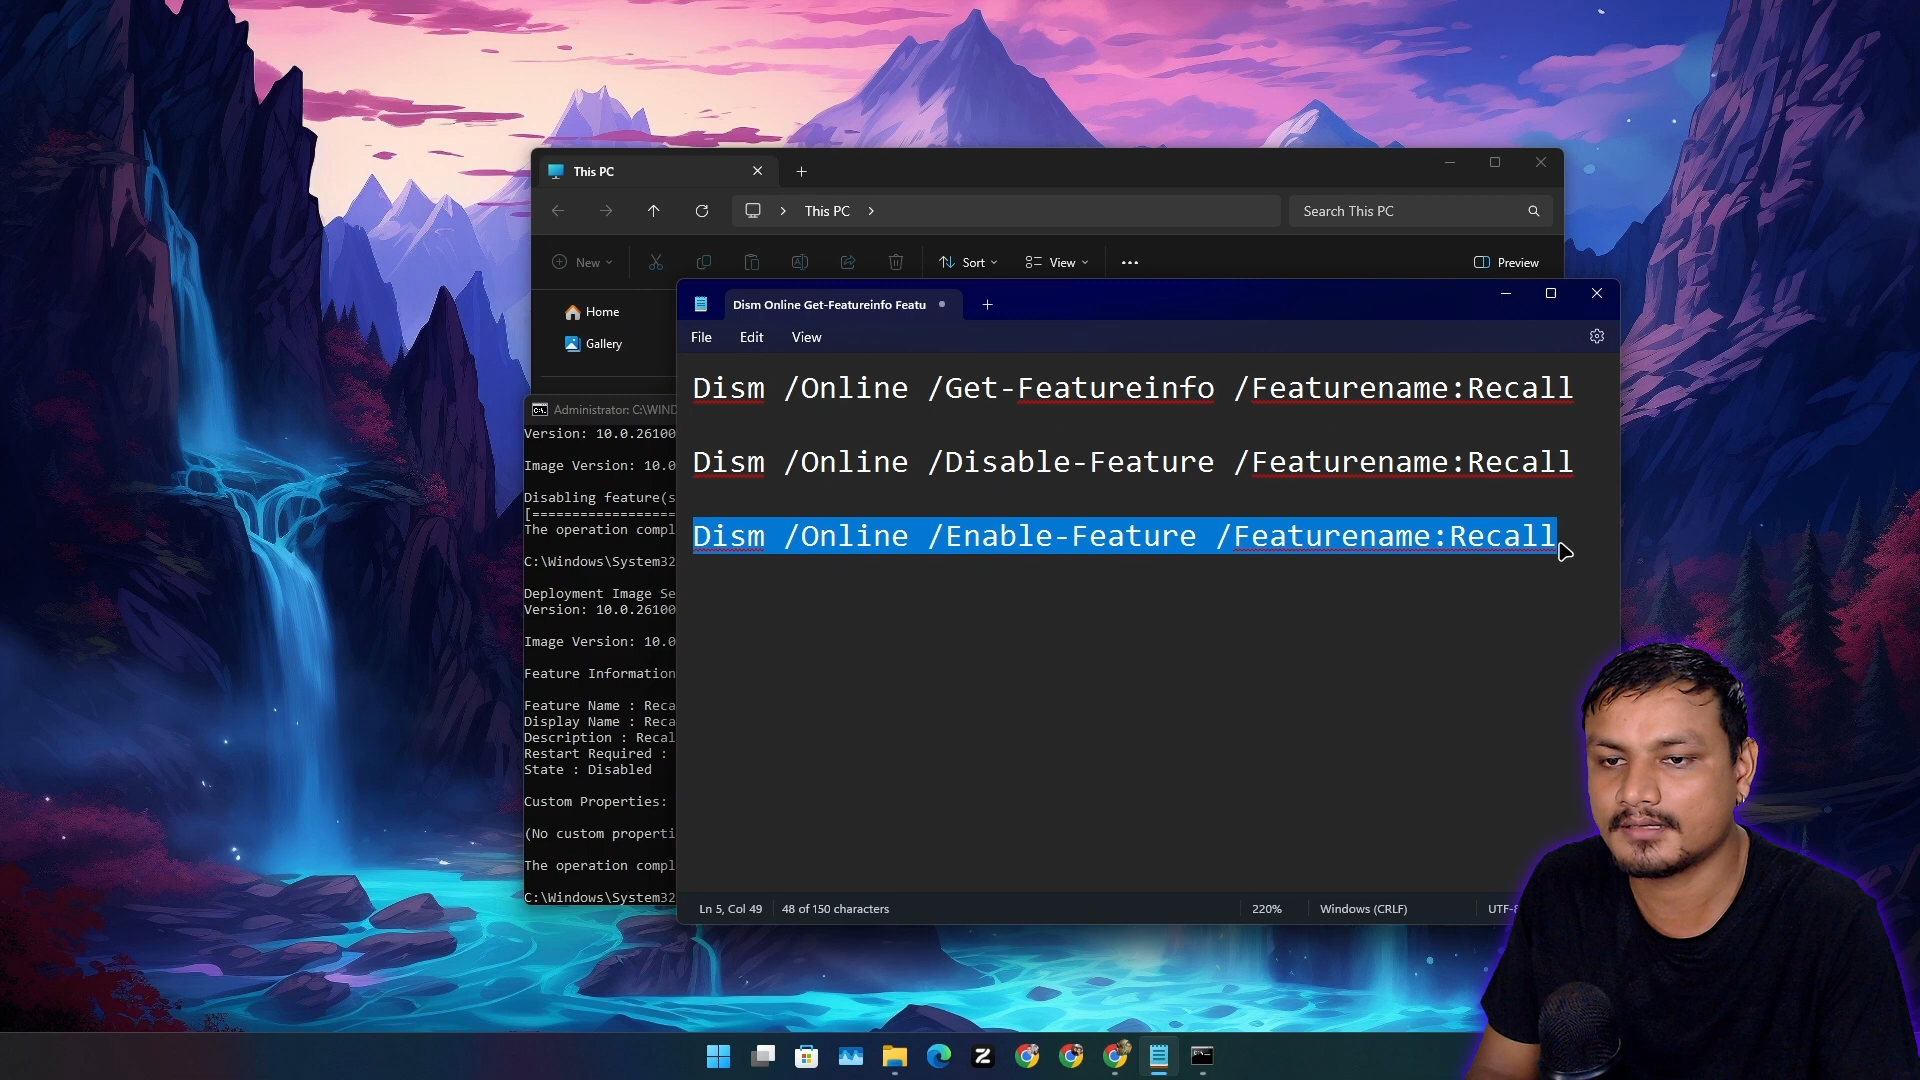 This PC
This PC
Search This PC
New
Sort
View
Preview
Home
Gallery
Dism Online Get-Featureinfo Featu
File
Edit
View
Dism /Online /Get-Featureinfo /Featurename:Recall
Dism /Online /Disable-Feature /Featurename:Recall
Dism /Online /Enable-Feature /Featurename:Recall
Ln 5, Col 49
48 of 150 characters
220%
Windows (CRLF)
UTF-8
Administrator: C:\WIND
Version: 10.0.26100
Image Version: 10.0
Disabling feature(s
[==================
The operation compl
C:\Windows\System32
Deployment Image Se
Version: 10.0.26100
Image Version: 10.0
Feature Information
Feature Name : Reca
Display Name : Reca
Description : Recal
Restart Required :
State : Disabled
Custom Properties:
(No custom properti
The operation compl
C:\Windows\System32